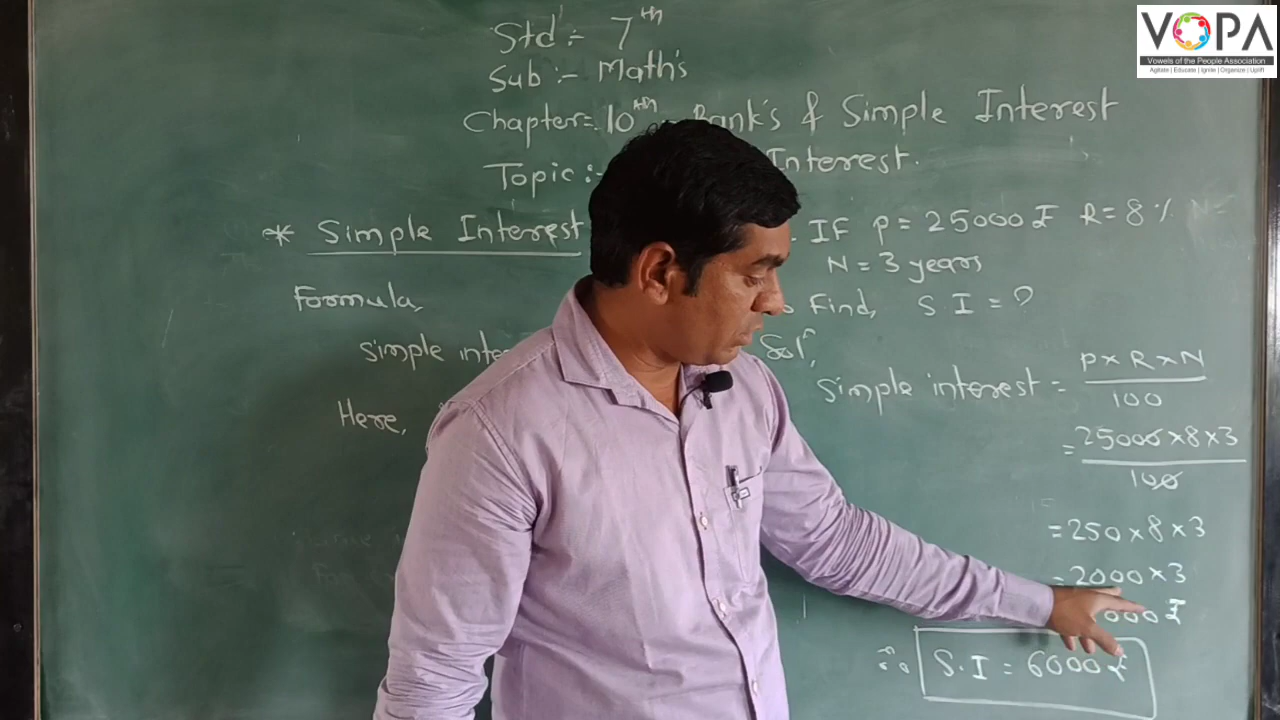 VOPA
Vowels of the People Association
Agitate | Educate | Ignite | Organize | Uplift
Std :- 7th
Sub :- Math's
Chapter:- 10th - Bank's & Simple Interest
Topic :- Interest.
* Simple Interest
Formula,
simple
Here,
IF P = 25000 ₹ R = 8 %
N = 3 years
Find, S.I = ?
Solⁿ,
simple interest = P x R x N
100
= 25000 x 8 x 3
100
= 250 x 8 x 3
= 2000 x 3
000 ₹
∴ S.I = 6000 ₹